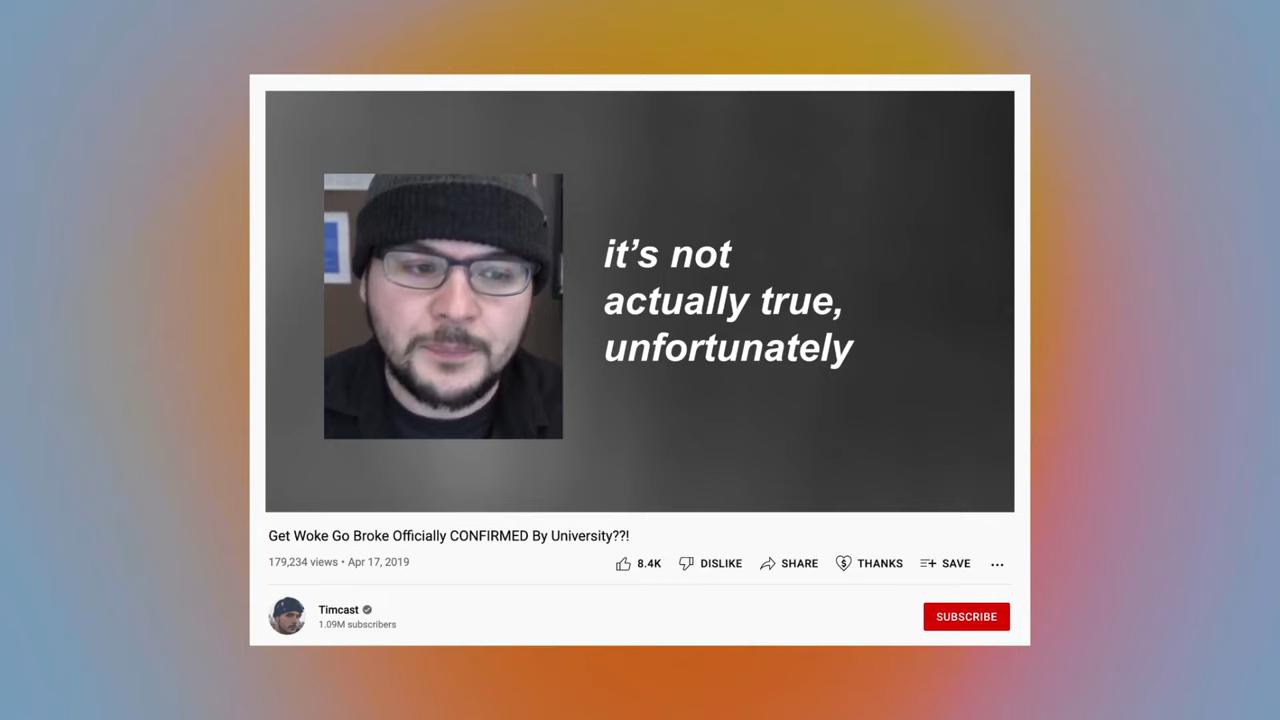 it’s not
actually true,
unfortunately
Get Woke Go Broke Officially CONFIRMED By University??!
179,234 views • Apr 17, 2019
8.4K DISLIKE SHARE THANKS SAVE ...
Timcast
1.09M subscribers
SUBSCRIBE